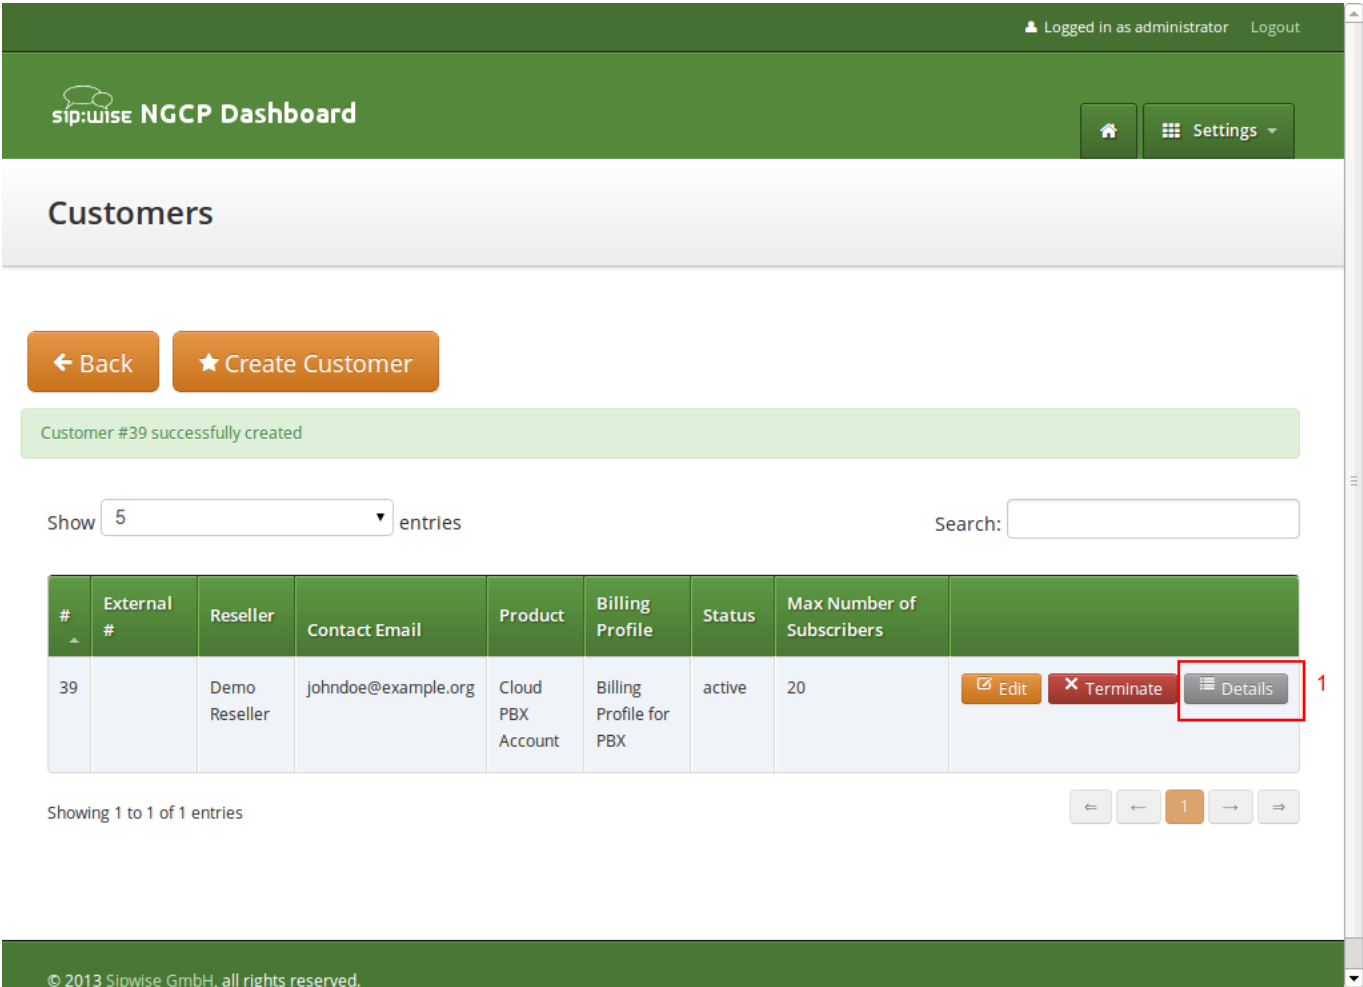 Logged in as administrator Logout
sip:wise NGCP Dashboard
Settings
Customers
Back Create Customer
Customer #39 successfully created
Show 5 entries Search:
# External # Reseller Contact Email Product Billing Profile Status Max Number of Subscribers
39 Demo Reseller johndoe@example.org Cloud PBX Account Billing Profile for PBX active 20 Edit Terminate Details 1
Showing 1 to 1 of 1 entries ⇐ ← 1 → ⇒
© 2013 Sipwise GmbH, all rights reserved.